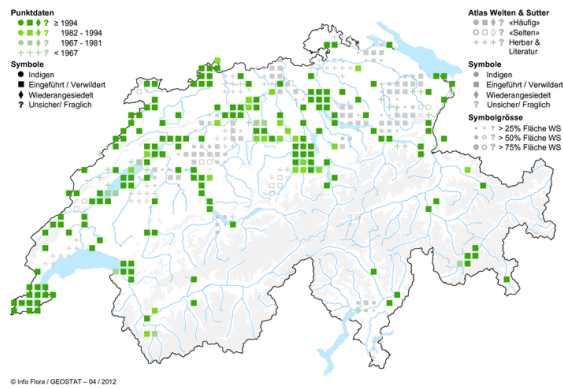 Punktdaten
? ≥ 1994
? 1982 - 1994
? 1967 - 1981
< 1967
Symbole
Indigen
Eingeführt / Verwildert
Wiederangesiedelt
? Unsicher/ Fraglich
Atlas Welten & Sutter
? «Häufig»
? «Selten»
Herbar &
Literatur
Symbole
Indigen
Eingeführt / Verwildert
Wiederangesiedelt
? Unsicher/ Fraglich
Symbolgrösse
? > 25% Fläche WS
? > 50% Fläche WS
? > 75% Fläche WS
© Info Flora / GEOSTAT – 04 / 2012